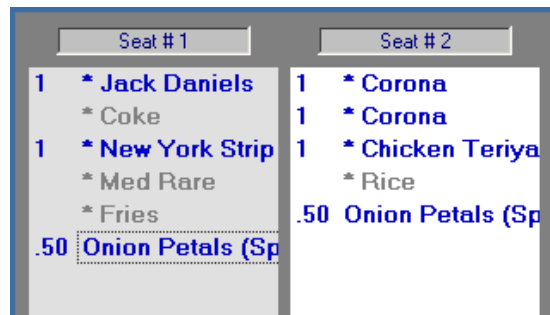 Seat # 1
1 * Jack Daniels
* Coke
1 * New York Strip
* Med Rare
* Fries
.50 Onion Petals (Sp
Seat # 2
1 * Corona
1 * Corona
1 * Chicken Teriya
* Rice
.50 Onion Petals (Sp